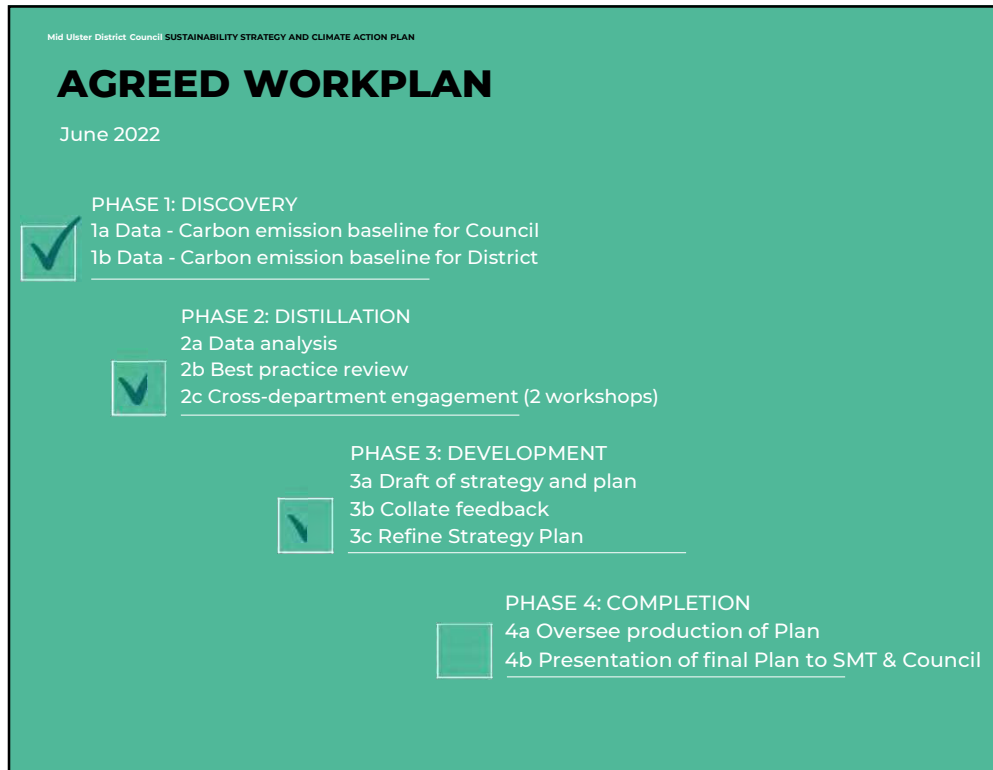 Mid Ulster District Council SUSTAINABILITY STRATEGY AND CLIMATE ACTION PLAN
AGREED WORKPLAN
June 2022
PHASE 1: DISCOVERY
1a Data - Carbon emission baseline for Council
1b Data - Carbon emission baseline for District
PHASE 2: DISTILLATION
2a Data analysis
2b Best practice review
2c Cross-department engagement (2 workshops)
PHASE 3: DEVELOPMENT
3a Draft of strategy and plan
3b Collate feedback
3c Refine Strategy Plan
PHASE 4: COMPLETION
4a Oversee production of Plan
4b Presentation of final Plan to SMT & Council